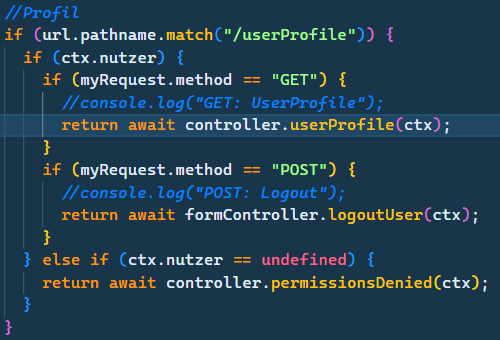 //Profil
if (url.pathname.match("/userProfile")) {
if (ctx.nutzer) {
if (myRequest.method == "GET") {
//console.log("GET: UserProfile");
return await controller.userProfile(ctx);
}
if (myRequest.method == "POST") {
//console.log("POST: Logout");
return await formController.logoutUser(ctx);
}
} else if (ctx.nutzer == undefined) {
return await controller.permissionsDenied(ctx);
}
}